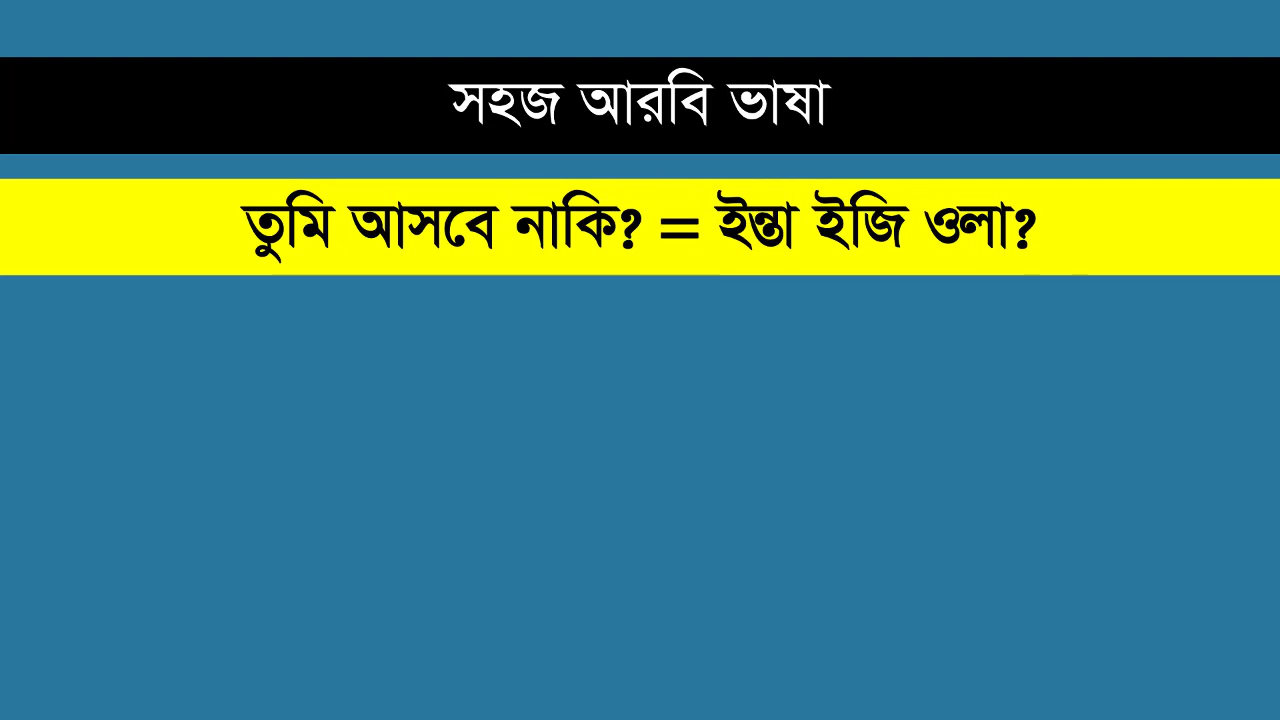 সহজ আরবি ভাষা
তুমি আসবে নাকি? = ইন্তা ইজি ওলা?